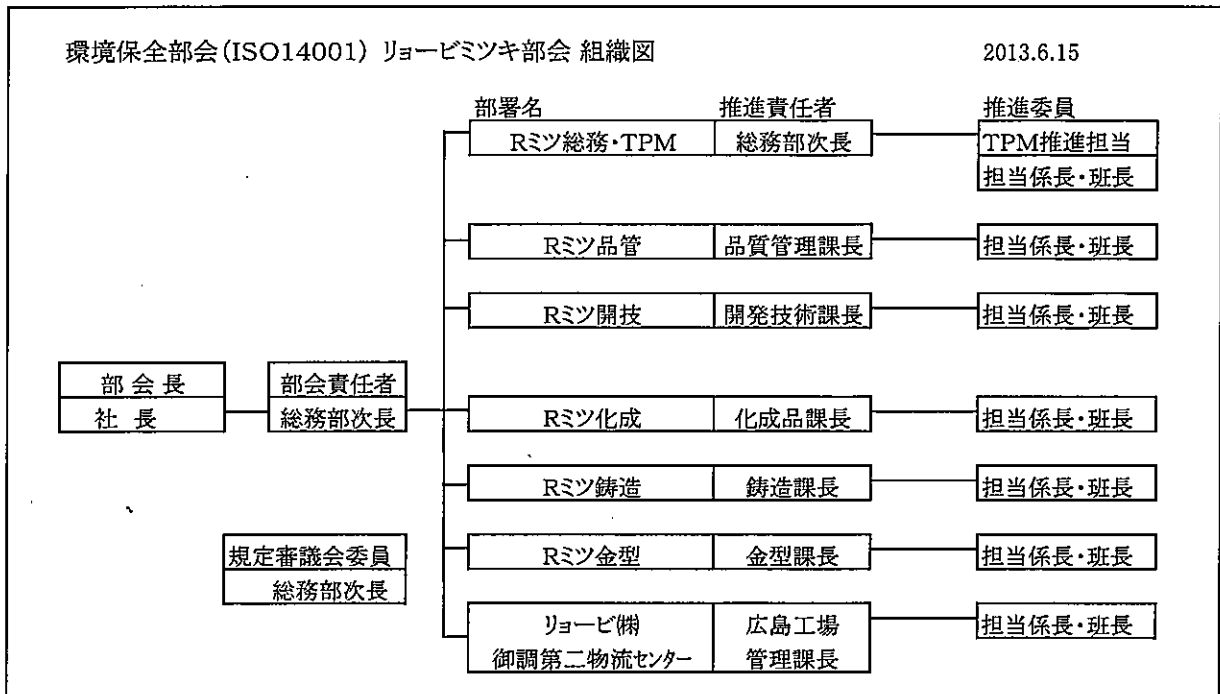 環境保全部会(ISO14001) リョービミツキ部会 組織図 2013.6.15
部署名 推進責任者 推進委員
Rミツ総務・TPM 総務部次長 TPM推進担当
担当係長・班長
Rミツ品管 品質管理課長 担当係長・班長
Rミツ開技 開発技術課長 担当係長・班長
部会長 部会責任者
社長 総務部次長 Rミツ化成 化成品課長 担当係長・班長
Rミツ鋳造 鋳造課長 担当係長・班長
規定審議会委員 Rミツ金型 金型課長 担当係長・班長
総務部次長
リョービ㈱ 広島工場 担当係長・班長
御調第二物流センター 管理課長